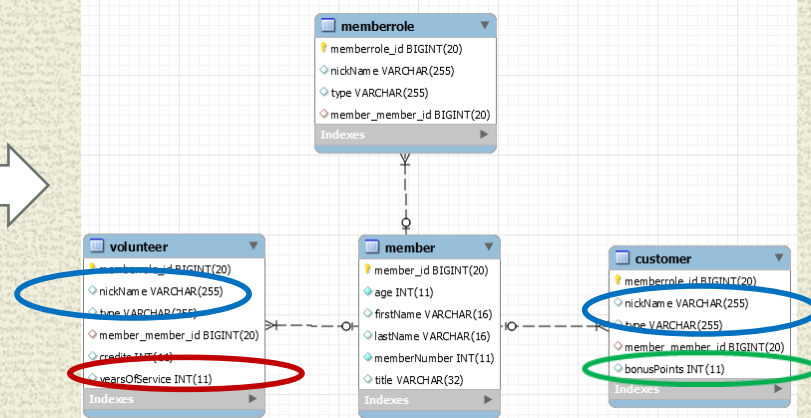 memberrole
memberrole_id BIGINT(20)
nickName VARCHAR(255)
type VARCHAR(255)
member_member_id BIGINT(20)
Indexes
volunteer
memberrole_id BIGINT(20)
nickName VARCHAR(255)
type VARCHAR(255)
member_member_id BIGINT(20)
credits INT(11)
yearsOfService INT(11)
Indexes
member
member_id BIGINT(20)
age INT(11)
firstName VARCHAR(16)
lastName VARCHAR(16)
memberNumber INT(11)
title VARCHAR(32)
Indexes
customer
memberrole_id BIGINT(20)
nickName VARCHAR(255)
type VARCHAR(255)
member_member_id BIGINT(20)
bonusPoints INT(11)
Indexes